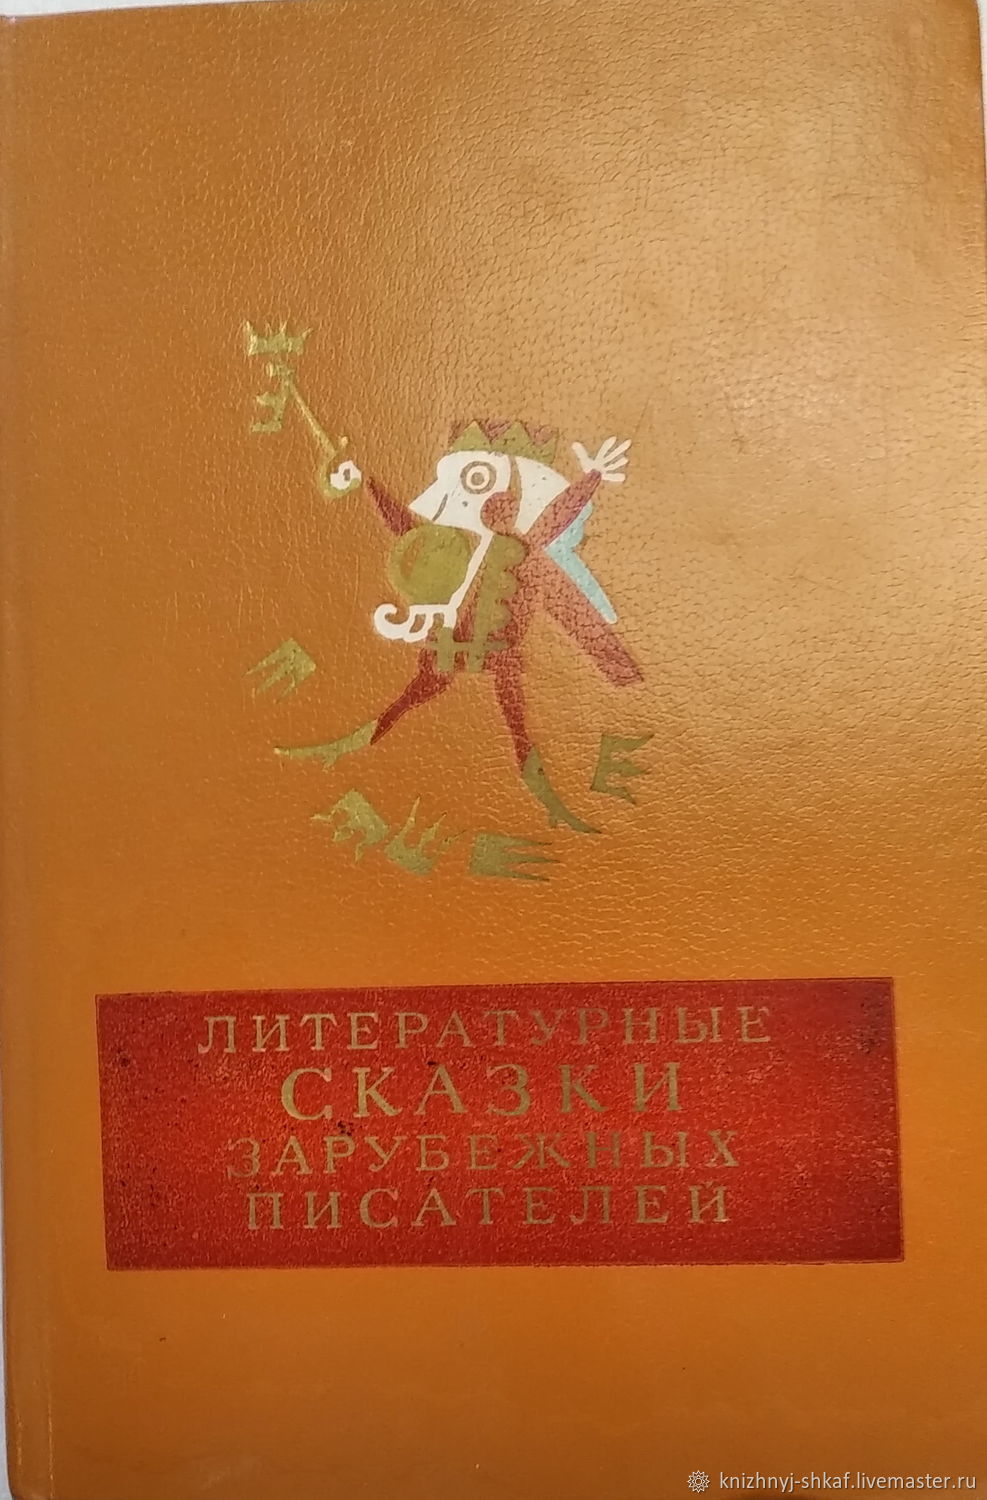 ЛИТЕРАТУРНЫЕ
СКАЗКИ
ЗАРУБЕЖНЫХ
ПИСАТЕЛЕЙ
knizhnyj-shkaf.livemaster.ru